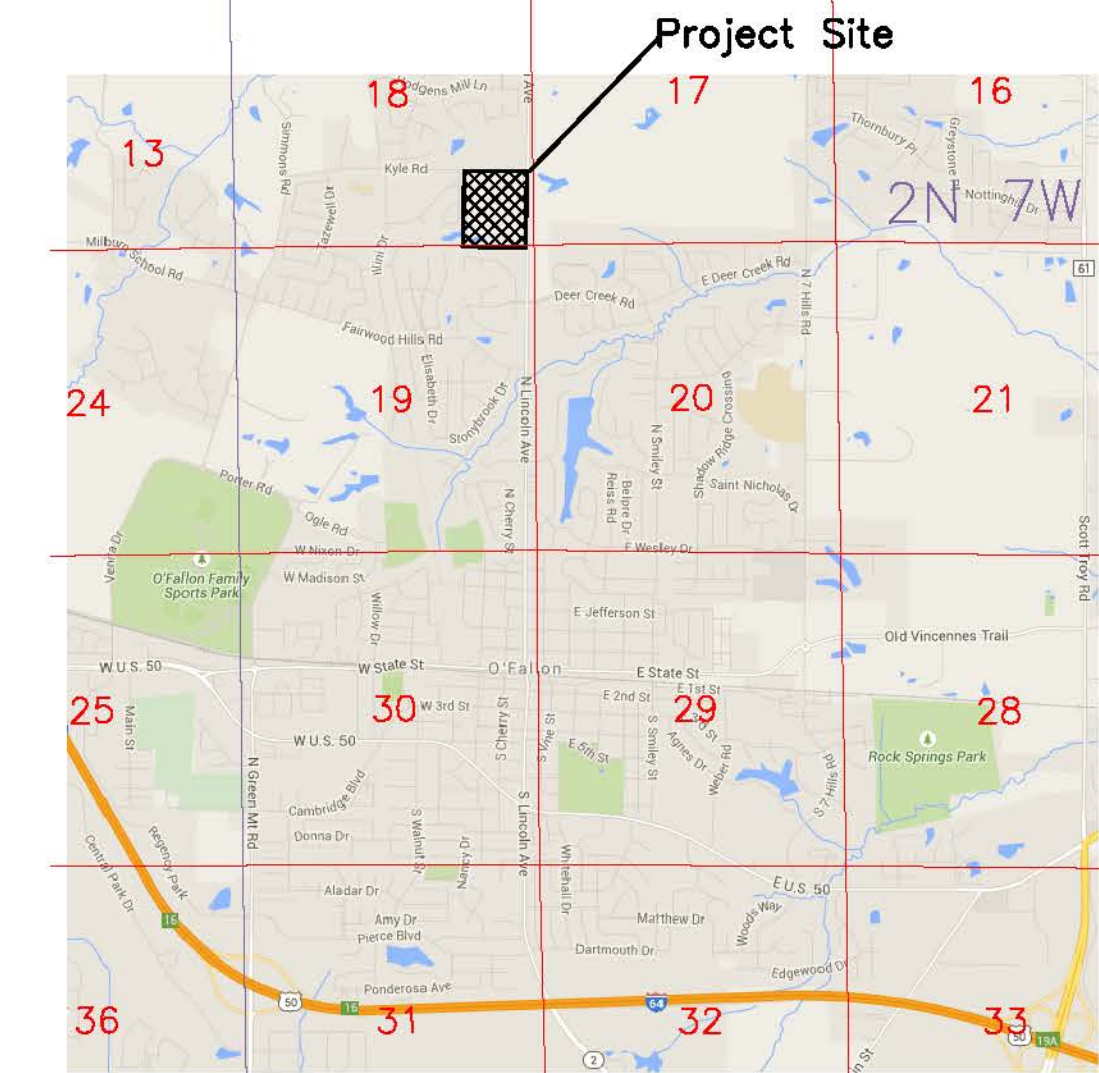 Project Site
18
odgens Mill Ln
Ave
17
16
13
Simmons Rd
Kyle Rd
Thornbury Pl
Greystone
2N 7W
Nottinghill Dr
Tazewell Dr
Illini Dr
Milburn School Rd
61
E Deer Creek Rd
Deer Creek Rd
N 7 Hills Rd
Fairwood Hills Rd
Elisabeth Dr
Stonybrook Dr
N Lincoln Ave
24
19
20
21
N Smiley St
Shadow Ridge Crossing
Saint Nicholas Dr
Belpre Dr
Reiss Rd
Porter Rd
Ogle Rd
N Cherry St
Venita Dr
W Nixon Dr
E Wesley Dr
Scott Troy Rd
O'Fallon Family
Sports Park
W Madison St
Willow Dr
E Jefferson St
Old Vincennes Trail
W U.S. 50
W State St
O'Fallon
E State St
E 1st St
E 2nd St
25
30
W 3rd St
29
3rd St
28
Main St
S Cherry St
S Vine St
E 5th St
S Smiley St
Agnes Dr
Weber Rd
W U.S. 50
Rock Springs Park
S 7 Hills Rd
N Green Mt Rd
Cambridge Blvd
Donna Dr
S Walnut St
Nancy Dr
S Lincoln Ave
Whitehall Dr
Central Park Dr
Regency Park
Aladar Dr
E U.S. 50
16
Amy Dr
Pierce Blvd
Matthew Dr
Woods Way
Dartmouth Dr
Edgewood Dr
Ponderosa Ave
50
16
64
36
31
32
33
50
19A
2
n St